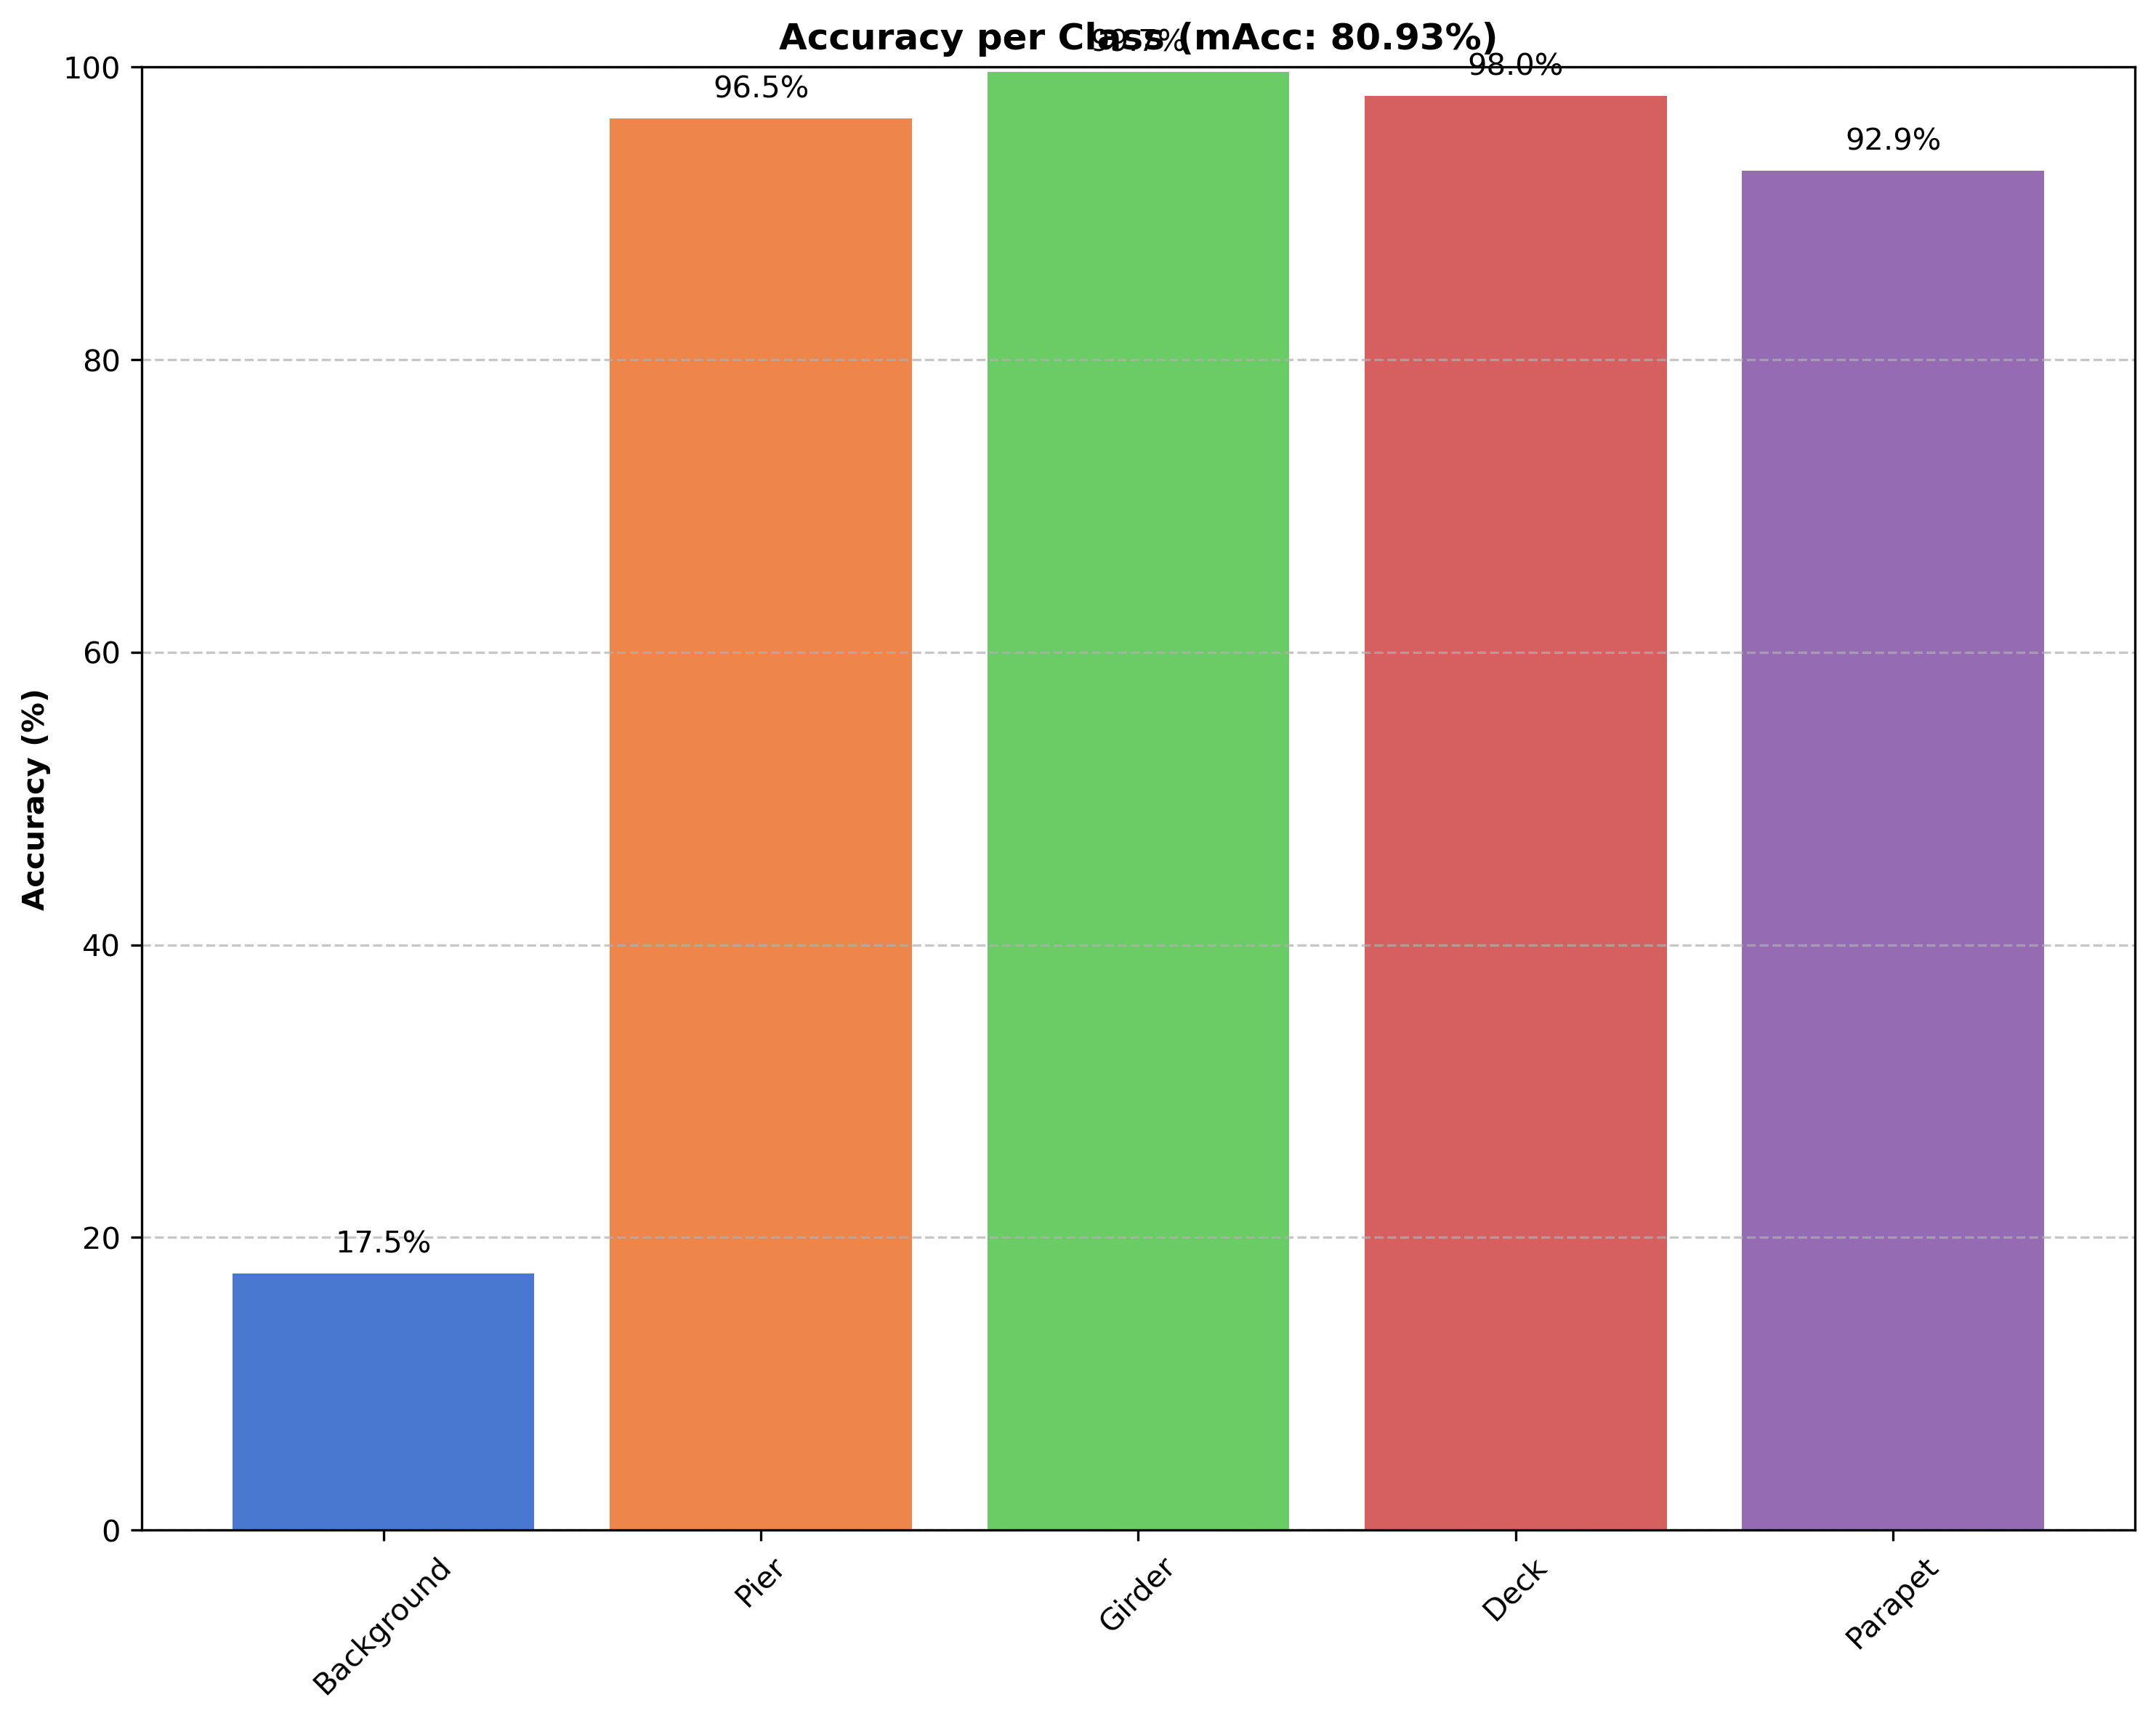 Accuracy per Class (mAcc: 80.93%)
99.7%
98.0%
96.5%
92.9%
17.5%
100
80
60
40
20
0
Accuracy (%)
Background
Pier
Girder
Deck
Parapet